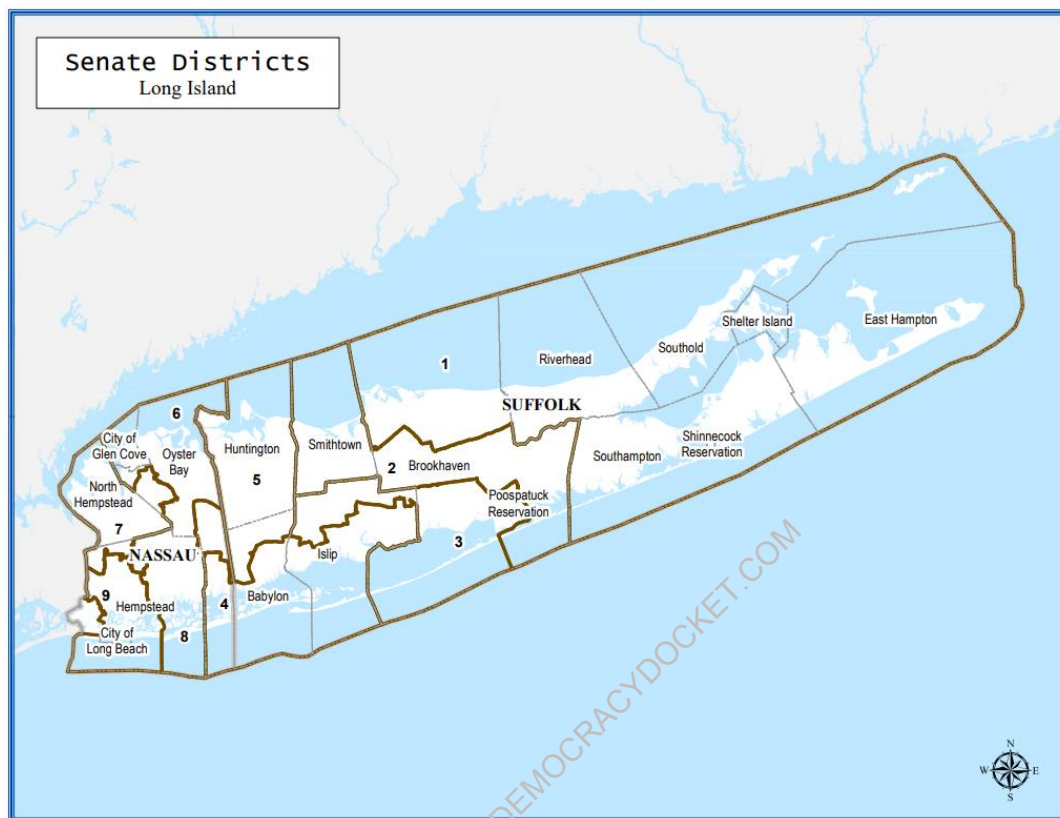 Senate Districts
Long Island
1
Riverhead
Southold
Shelter Island
East Hampton
SUFFOLK
6
City of
Glen Cove
Oyster
Bay
Huntington
5
Smithtown
2
Brookhaven
Southampton
Shinnecock
Reservation
North
Hempstead
7
Poospatuck
Reservation
NASSAU
Islip
3
9
Hempstead
4
Babylon
City of
Long Beach
8
DEMOCRACYDOCKET.COM
N
W
E
S